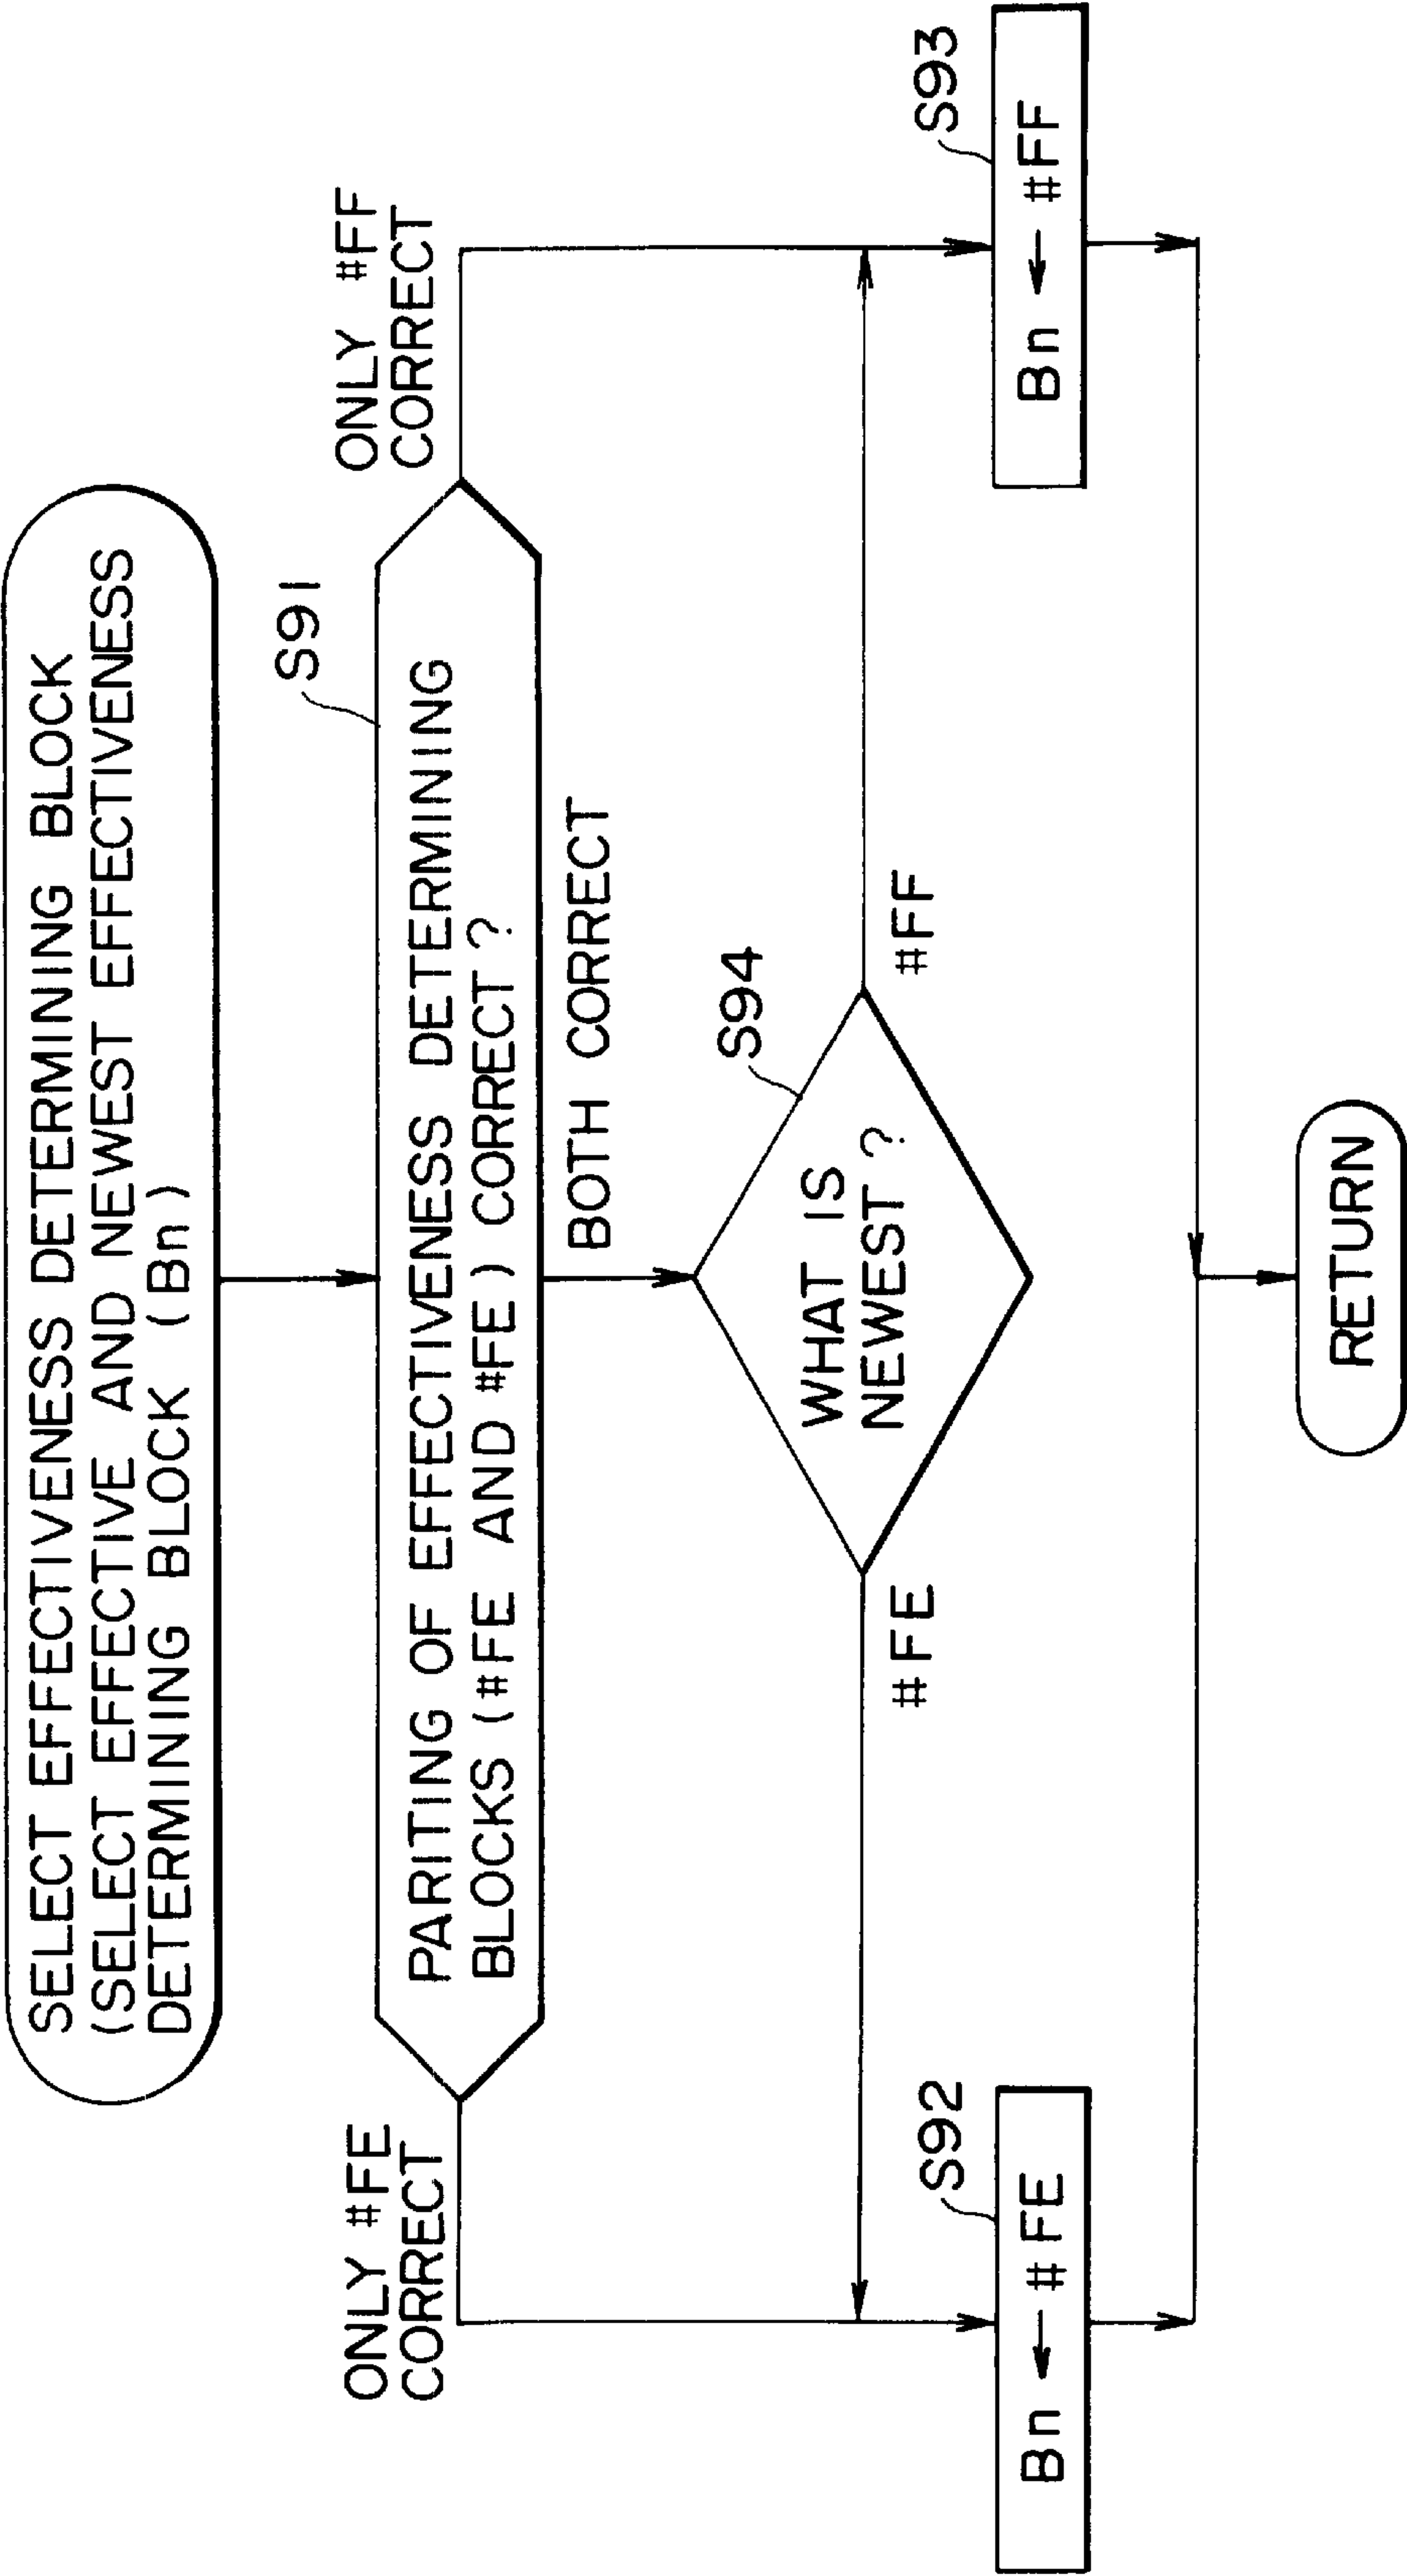 SELECT EFFECTIVENESS DETERMINING BLOCK
(SELECT EFFECTIVE AND NEWEST EFFECTIVENESS
DETERMINING BLOCK (Bn)
S91
ONLY #FE
CORRECT
PARITING OF EFFECTIVENESS DETERMINING
BLOCKS (#FE AND #FE) CORRECT?
ONLY #FF
CORRECT
BOTH CORRECT
S94
WHAT IS
NEWEST?
#FE
#FF
S92
Bn ← #FE
S93
Bn ← #FF
RETURN